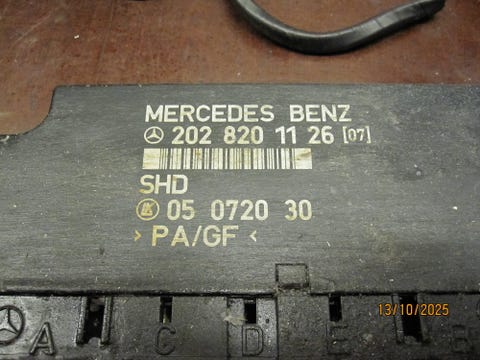 MERCEDES BENZ
202 820 11 26 [07]
SHD
05 0720 30
> PA/GF <
13/10/2025
A C D E B